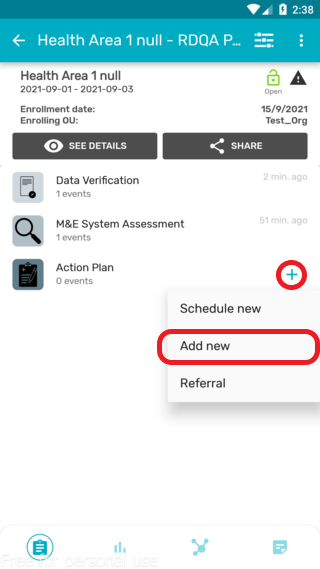 2:38
Health Area 1 null - RDQA P...
Health Area 1 null
2021-09-01 - 2021-09-03
Open
Enrollment date: 15/9/2021
Enrolling OU: Test_Org
SEE DETAILS SHARE
Data Verification 2 min. ago
1 events
M&E System Assessment 51 min. ago
1 events
Action Plan
0 events
Schedule new
Add new
Referral
Free for personal use